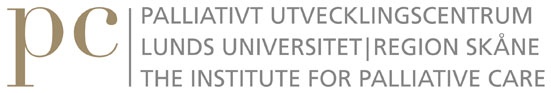 pc
PALLIATIVT UTVECKLINGSCENTRUM
LUNDS UNIVERSITET|REGION SKÅNE
THE INSTITUTE FOR PALLIATIVE CARE